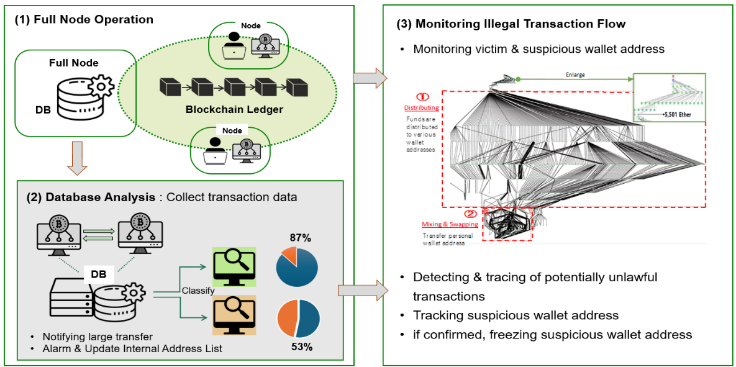 (1) Full Node Operation
Node
Full Node
DB
Blockchain Ledger
Node
(2) Database Analysis : Collect transaction data
DB
Classify
87%
53%
• Notifying large transfer
• Alarm & Update Internal Address List
(3) Monitoring Illegal Transaction Flow
• Monitoring victim & suspicious wallet address
Enlarge
+5,501 Ether
①
Distributing
Funds are
distributed
to various
wallet
addresses
②
Mixing & Swapping
Transfer personal
wallet address
• Detecting & tracing of potentially unlawful
transactions
• Tracking suspicious wallet address
• if confirmed, freezing suspicious wallet address